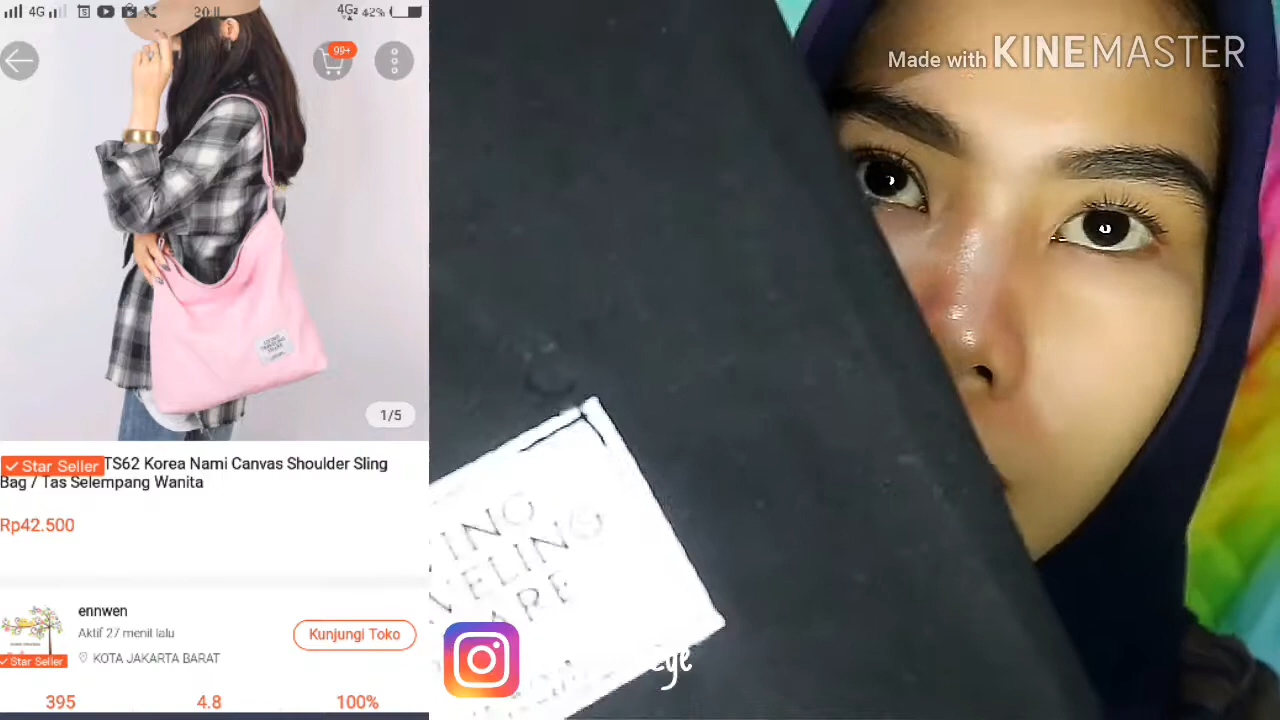 4G
20
4G2 42%
99+
1/5
Star Seller TS62 Korea Nami Canvas Shoulder Sling
Bag / Tas Selempang Wanita
Rp42.500
ennwen
Aktif 27 menit lalu
Kunjungi Toko
KOTA JAKARTA BARAT
Star Seller
395
4.8
100%
Made with KINEMASTER